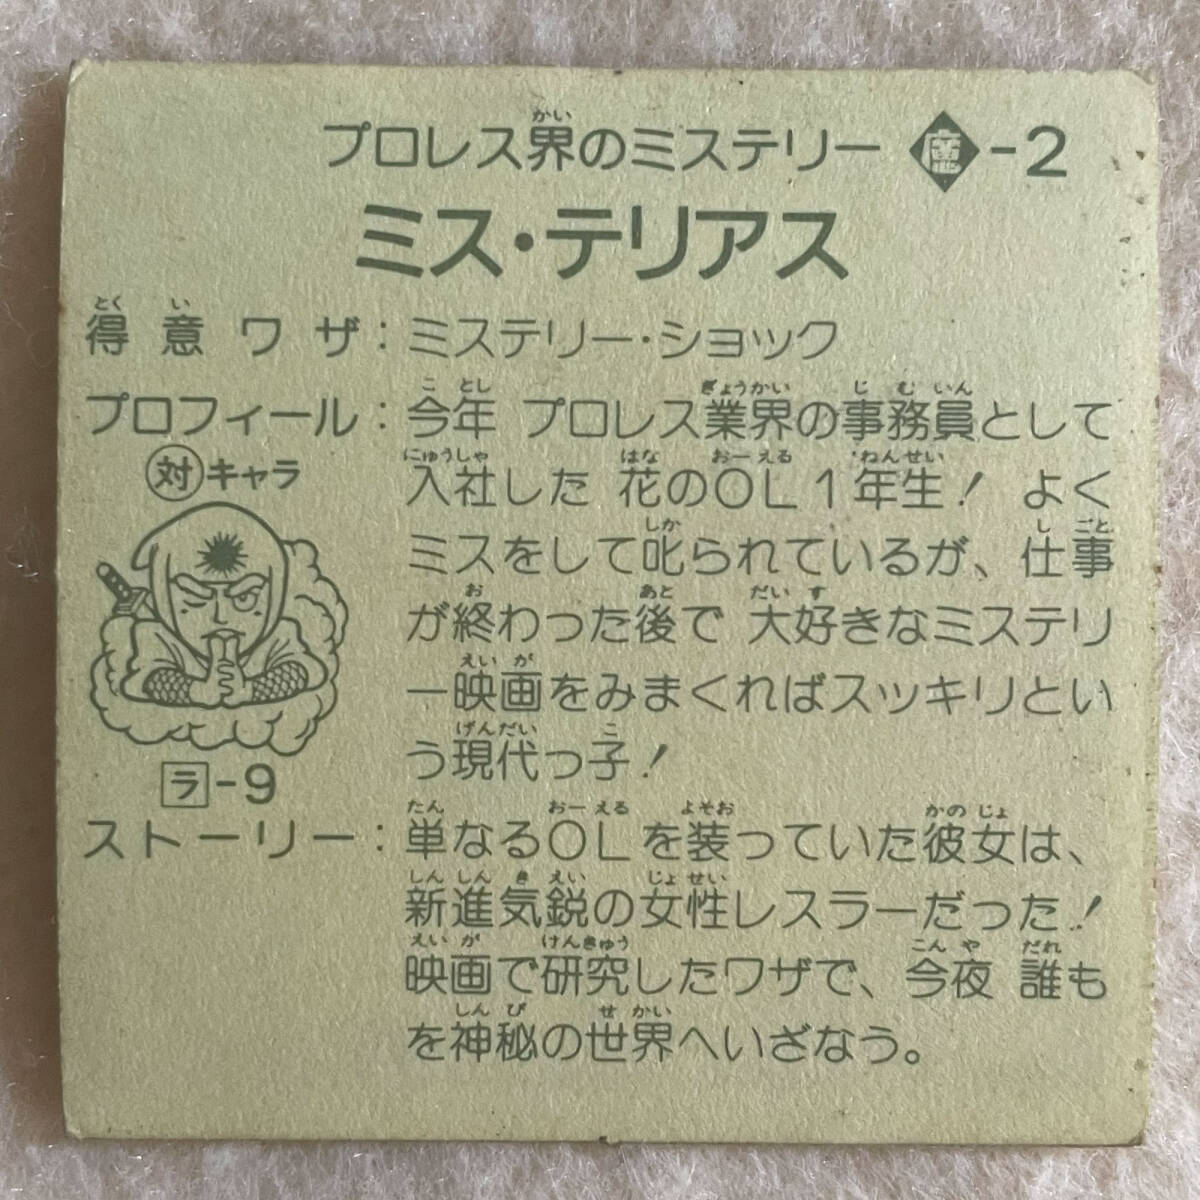 プロレス界のミステリー -2
ミス・テリアス
得意ワザ：ミステリー・ショック
プロフィール：今年 プロレス業界の事務員として
入社した 花のOL1年生！ よく
ミスをして叱られているが、仕事
が終わった後で 大好きなミステリ
ー映画をみまくればスッキリとい
う現代っ子！
対キャラ
ラ-9
ストーリー：単なるOLを装っていた彼女は、
新進気鋭の女性レスラーだった！
映画で研究したワザで、今夜 誰も
を神秘の世界へいざなう。